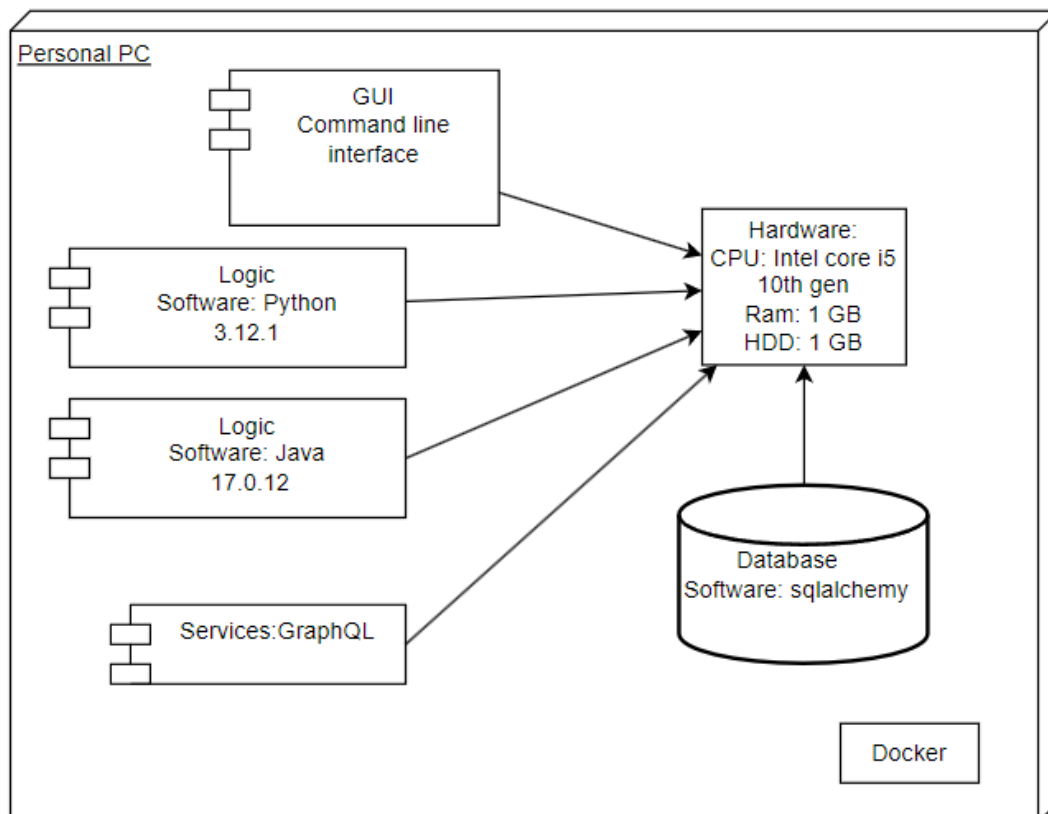 Personal PC
GUI
Command line
interface
Hardware:
CPU: Intel core i5
10th gen
Ram: 1 GB
HDD: 1 GB
Logic
Software: Python
3.12.1
Logic
Software: Java
17.0.12
Database
Software: sqlalchemy
Services:GraphQL
Docker